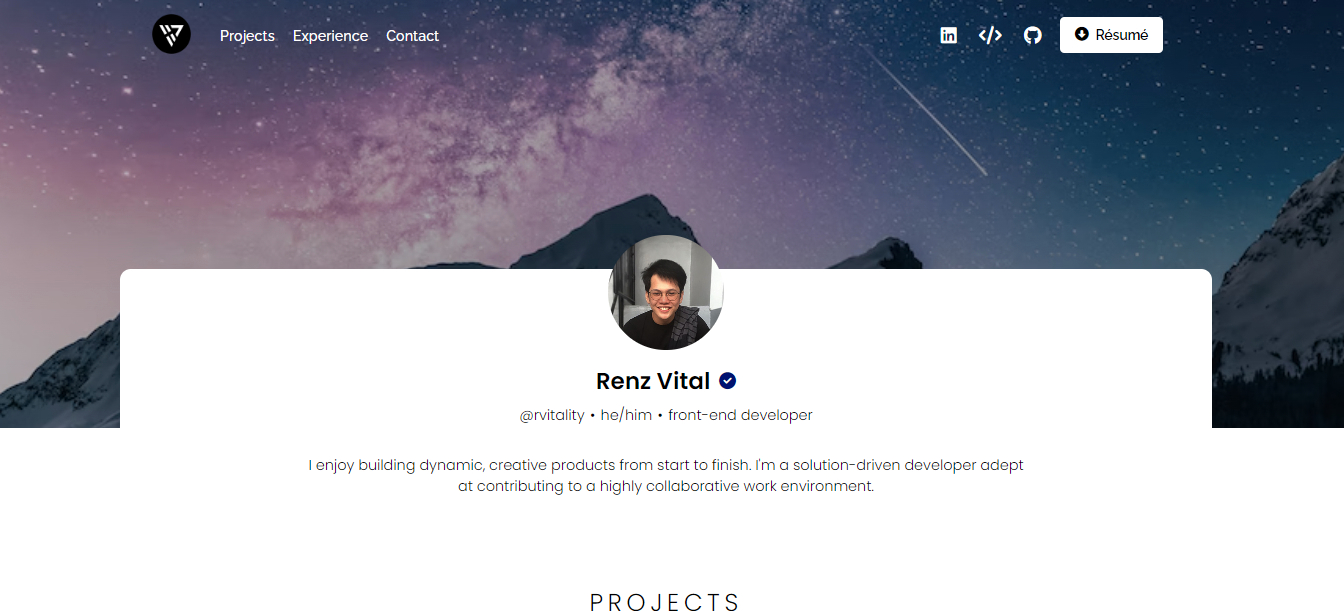 Projects Experience Contact Résumé
Renz Vital
@rvitality • he/him • front-end developer
I enjoy building dynamic, creative products from start to finish. I'm a solution-driven developer adept
at contributing to a highly collaborative work environment.
PROJECTS